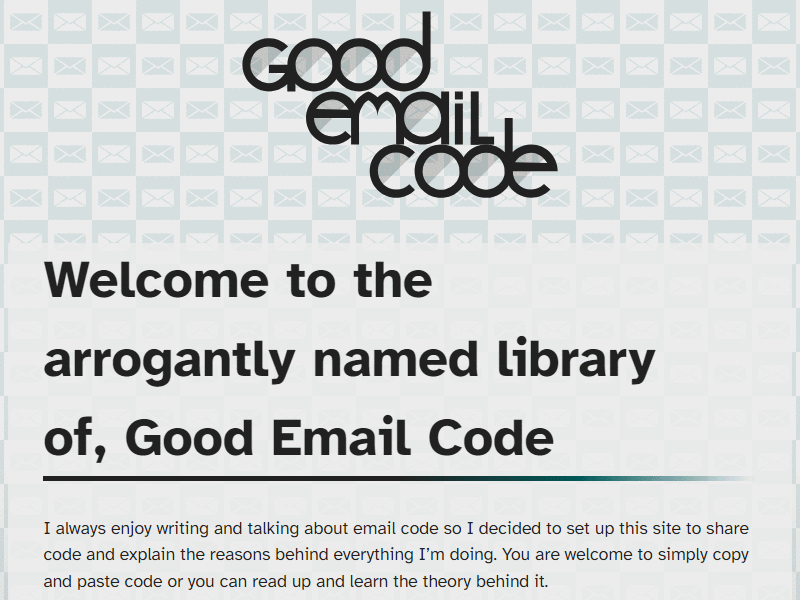 Good
email
code
Welcome to the
arrogantly named library
of, Good Email Code
I always enjoy writing and talking about email code so I decided to set up this site to share
code and explain the reasons behind everything I’m doing. You are welcome to simply copy
and paste code or you can read up and learn the theory behind it.